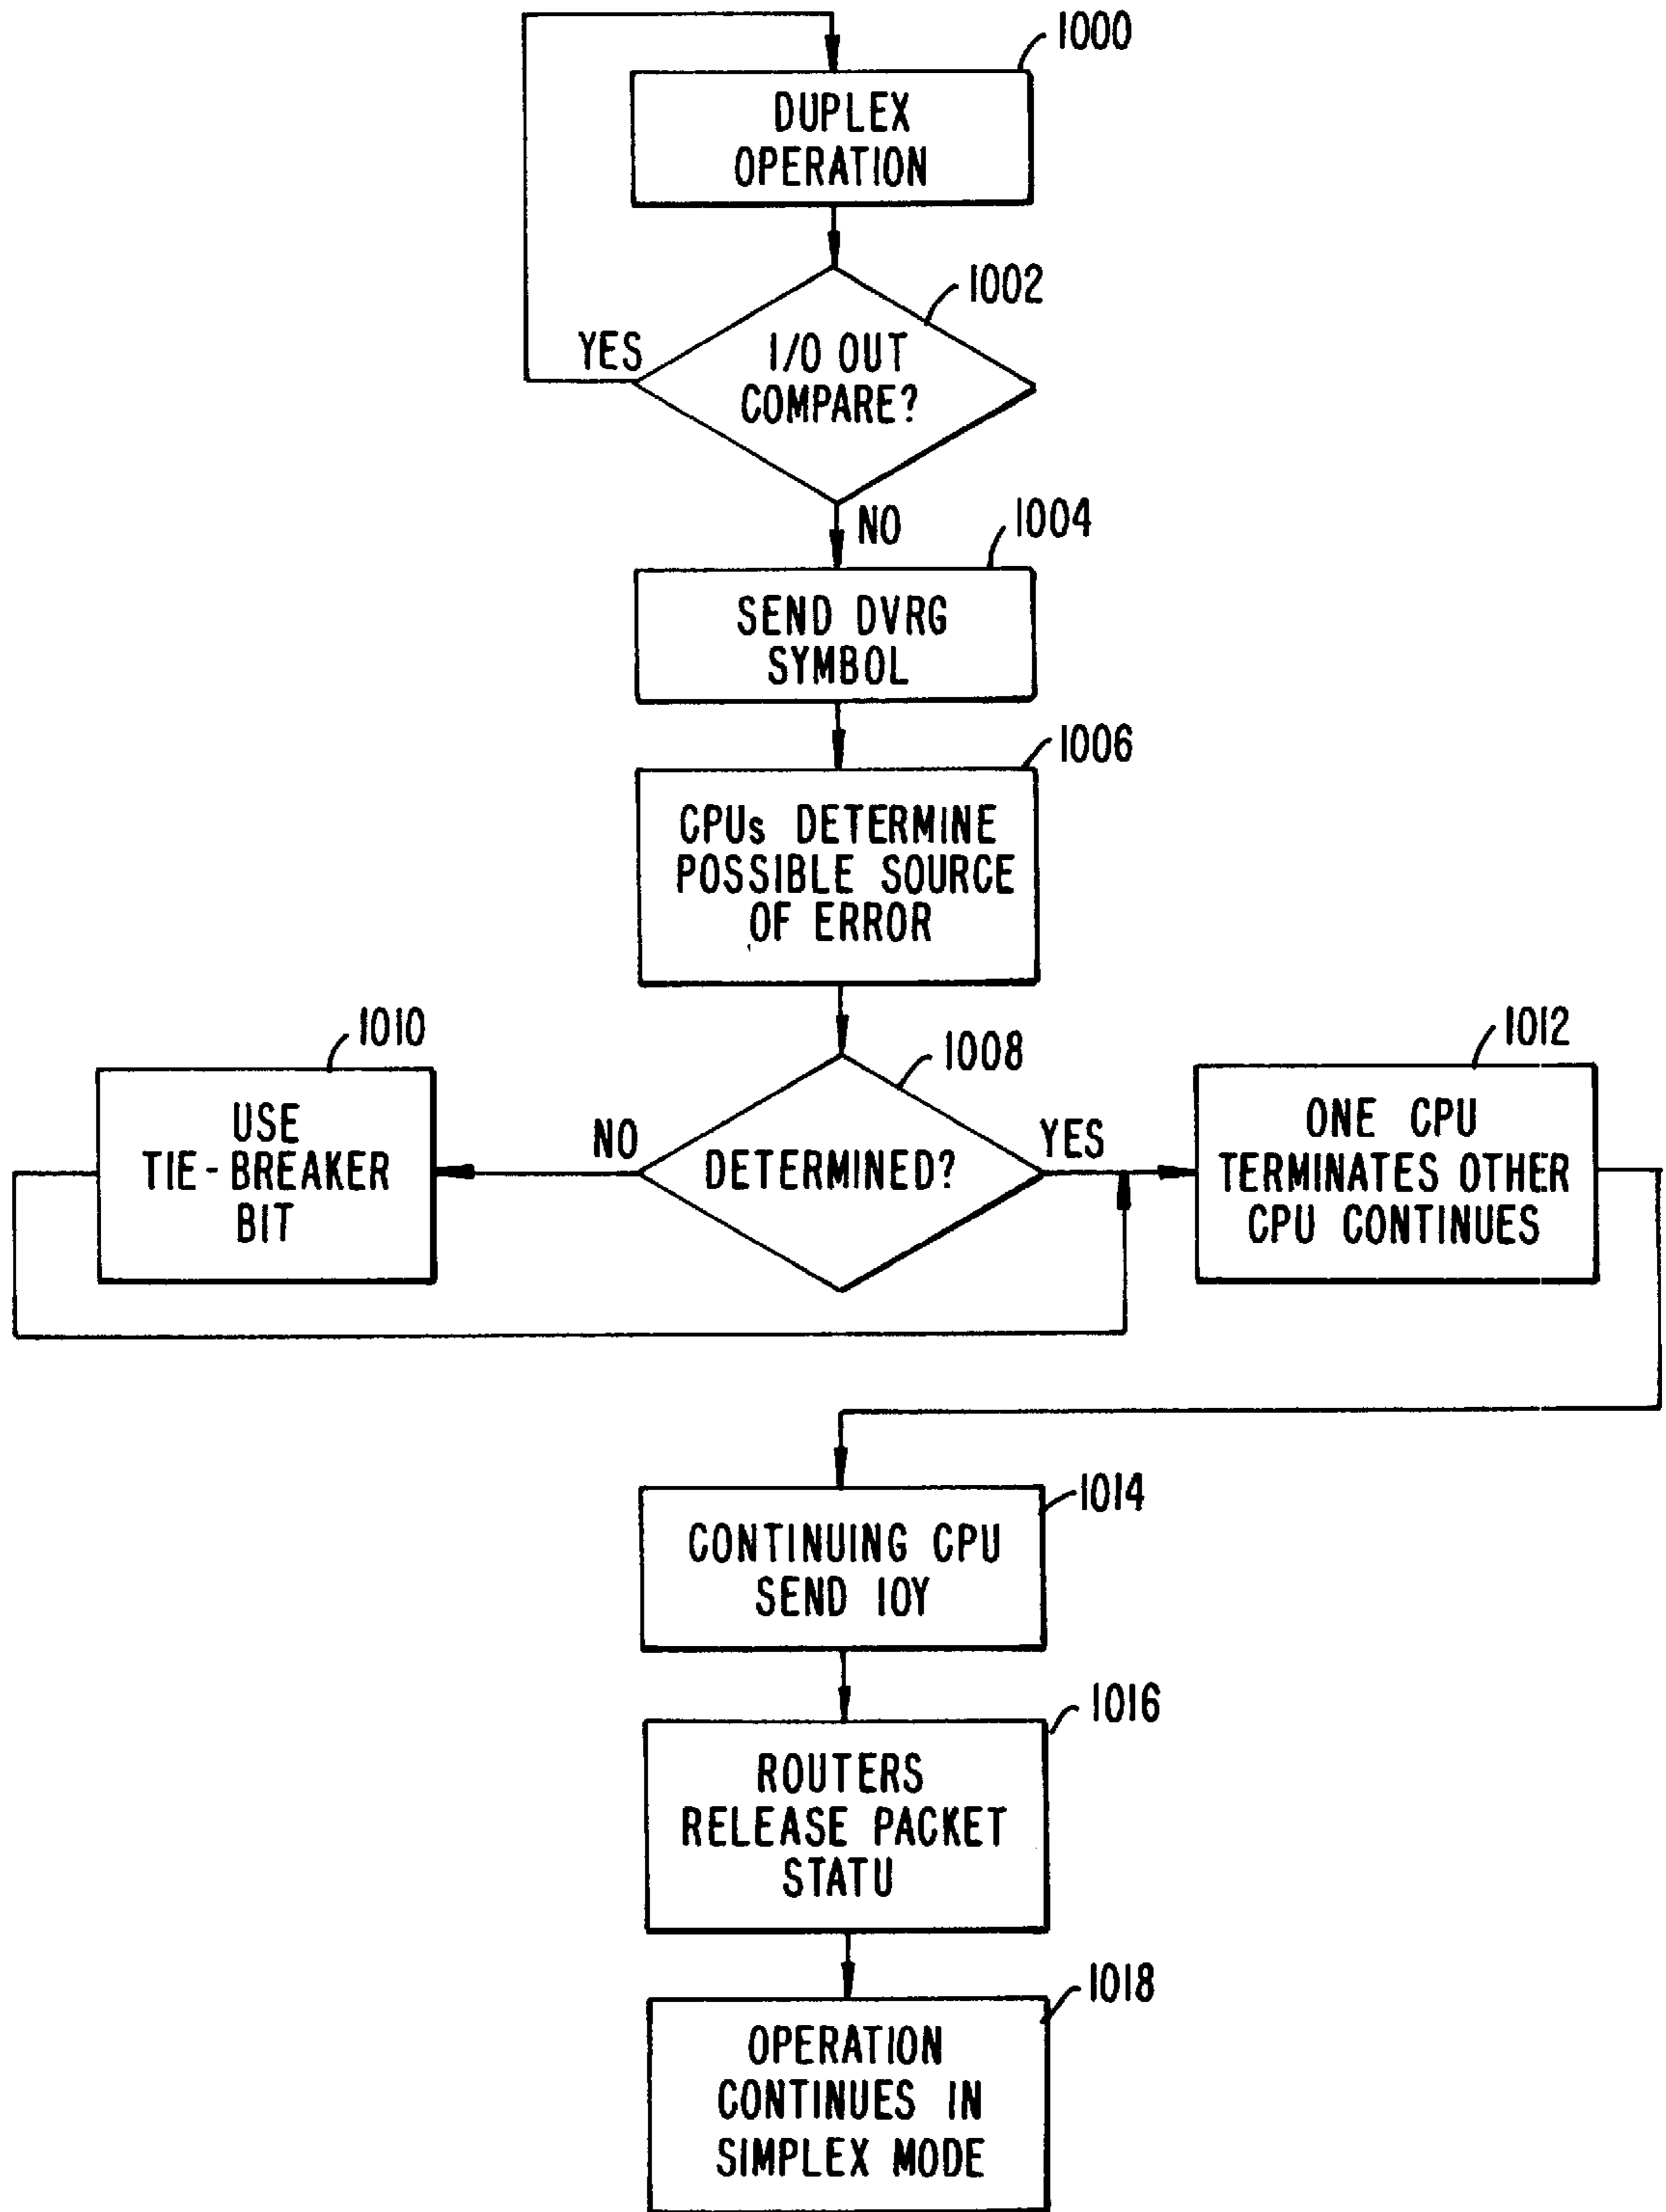 1000
DUPLEX
OPERATION
1002
YES
I/O OUT
COMPARE?
NO
1004
SEND DVRG
SYMBOL
1006
CPUs DETERMINE
POSSIBLE SOURCE
OF ERROR
1010
USE
TIE-BREAKER
BIT
1008
NO
DETERMINED?
YES
1012
ONE CPU
TERMINATES OTHER
CPU CONTINUES
1014
CONTINUING CPU
SEND IOY
1016
ROUTERS
RELEASE PACKET
STATU
1018
OPERATION
CONTINUES IN
SIMPLEX MODE